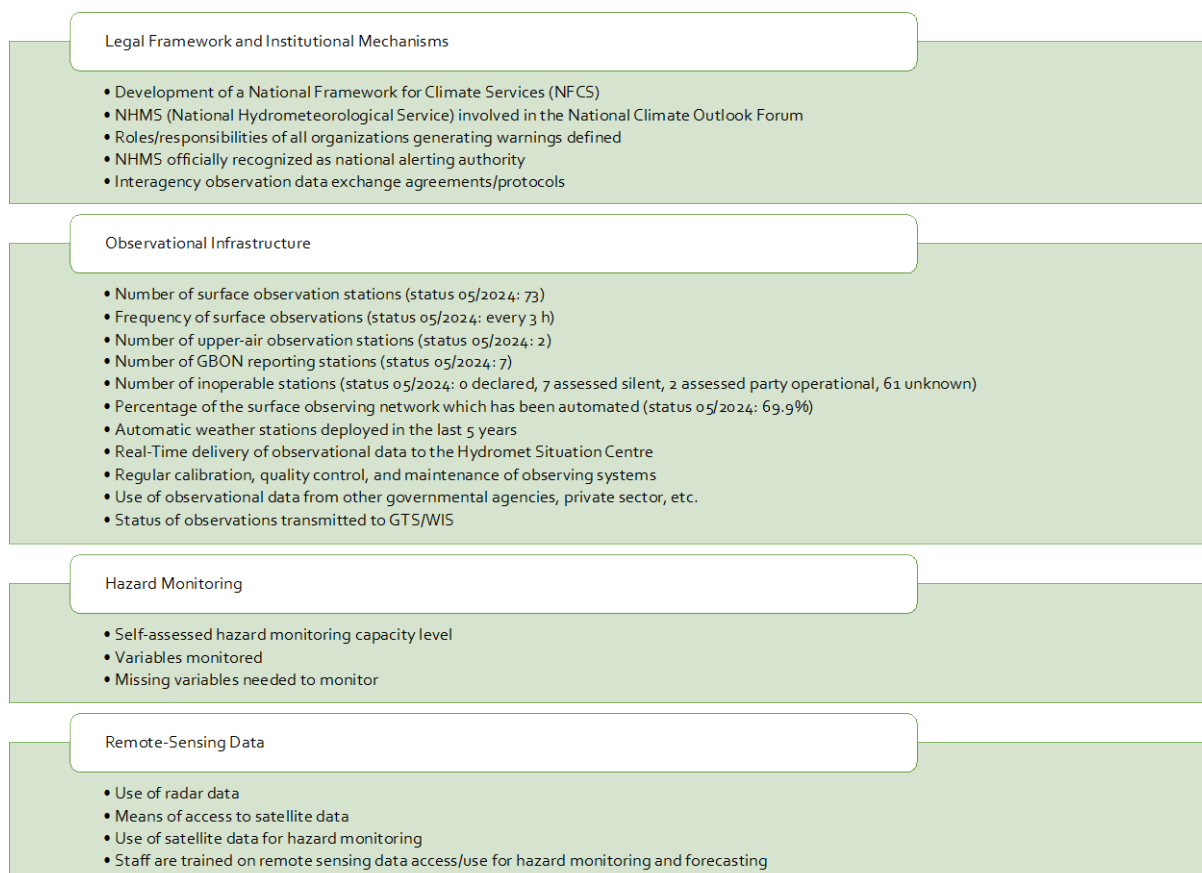 Legal Framework and Institutional Mechanisms
• Development of a National Framework for Climate Services (NFCS)
• NHMS (National Hydrometeorological Service) involved in the National Climate Outlook Forum
• Roles/responsibilities of all organizations generating warnings defined
• NHMS officially recognized as national alerting authority
• Interagency observation data exchange agreements/protocols
Observational Infrastructure
• Number of surface observation stations (status 05/2024: 73)
• Frequency of surface observations (status 05/2024: every 3 h)
• Number of upper-air observation stations (status 05/2024: 2)
• Number of GBON reporting stations (status 05/2024: 7)
• Number of inoperable stations (status 05/2024: 0 declared, 7 assessed silent, 2 assessed party operational, 61 unknown)
• Percentage of the surface observing network which has been automated (status 05/2024: 69.9%)
• Automatic weather stations deployed in the last 5 years
• Real-Time delivery of observational data to the Hydromet Situation Centre
• Regular calibration, quality control, and maintenance of observing systems
• Use of observational data from other governmental agencies, private sector, etc.
• Status of observations transmitted to GTS/WIS
Hazard Monitoring
• Self-assessed hazard monitoring capacity level
• Variables monitored
• Missing variables needed to monitor
Remote-Sensing Data
• Use of radar data
• Means of access to satellite data
• Use of satellite data for hazard monitoring
• Staff are trained on remote sensing data access/use for hazard monitoring and forecasting